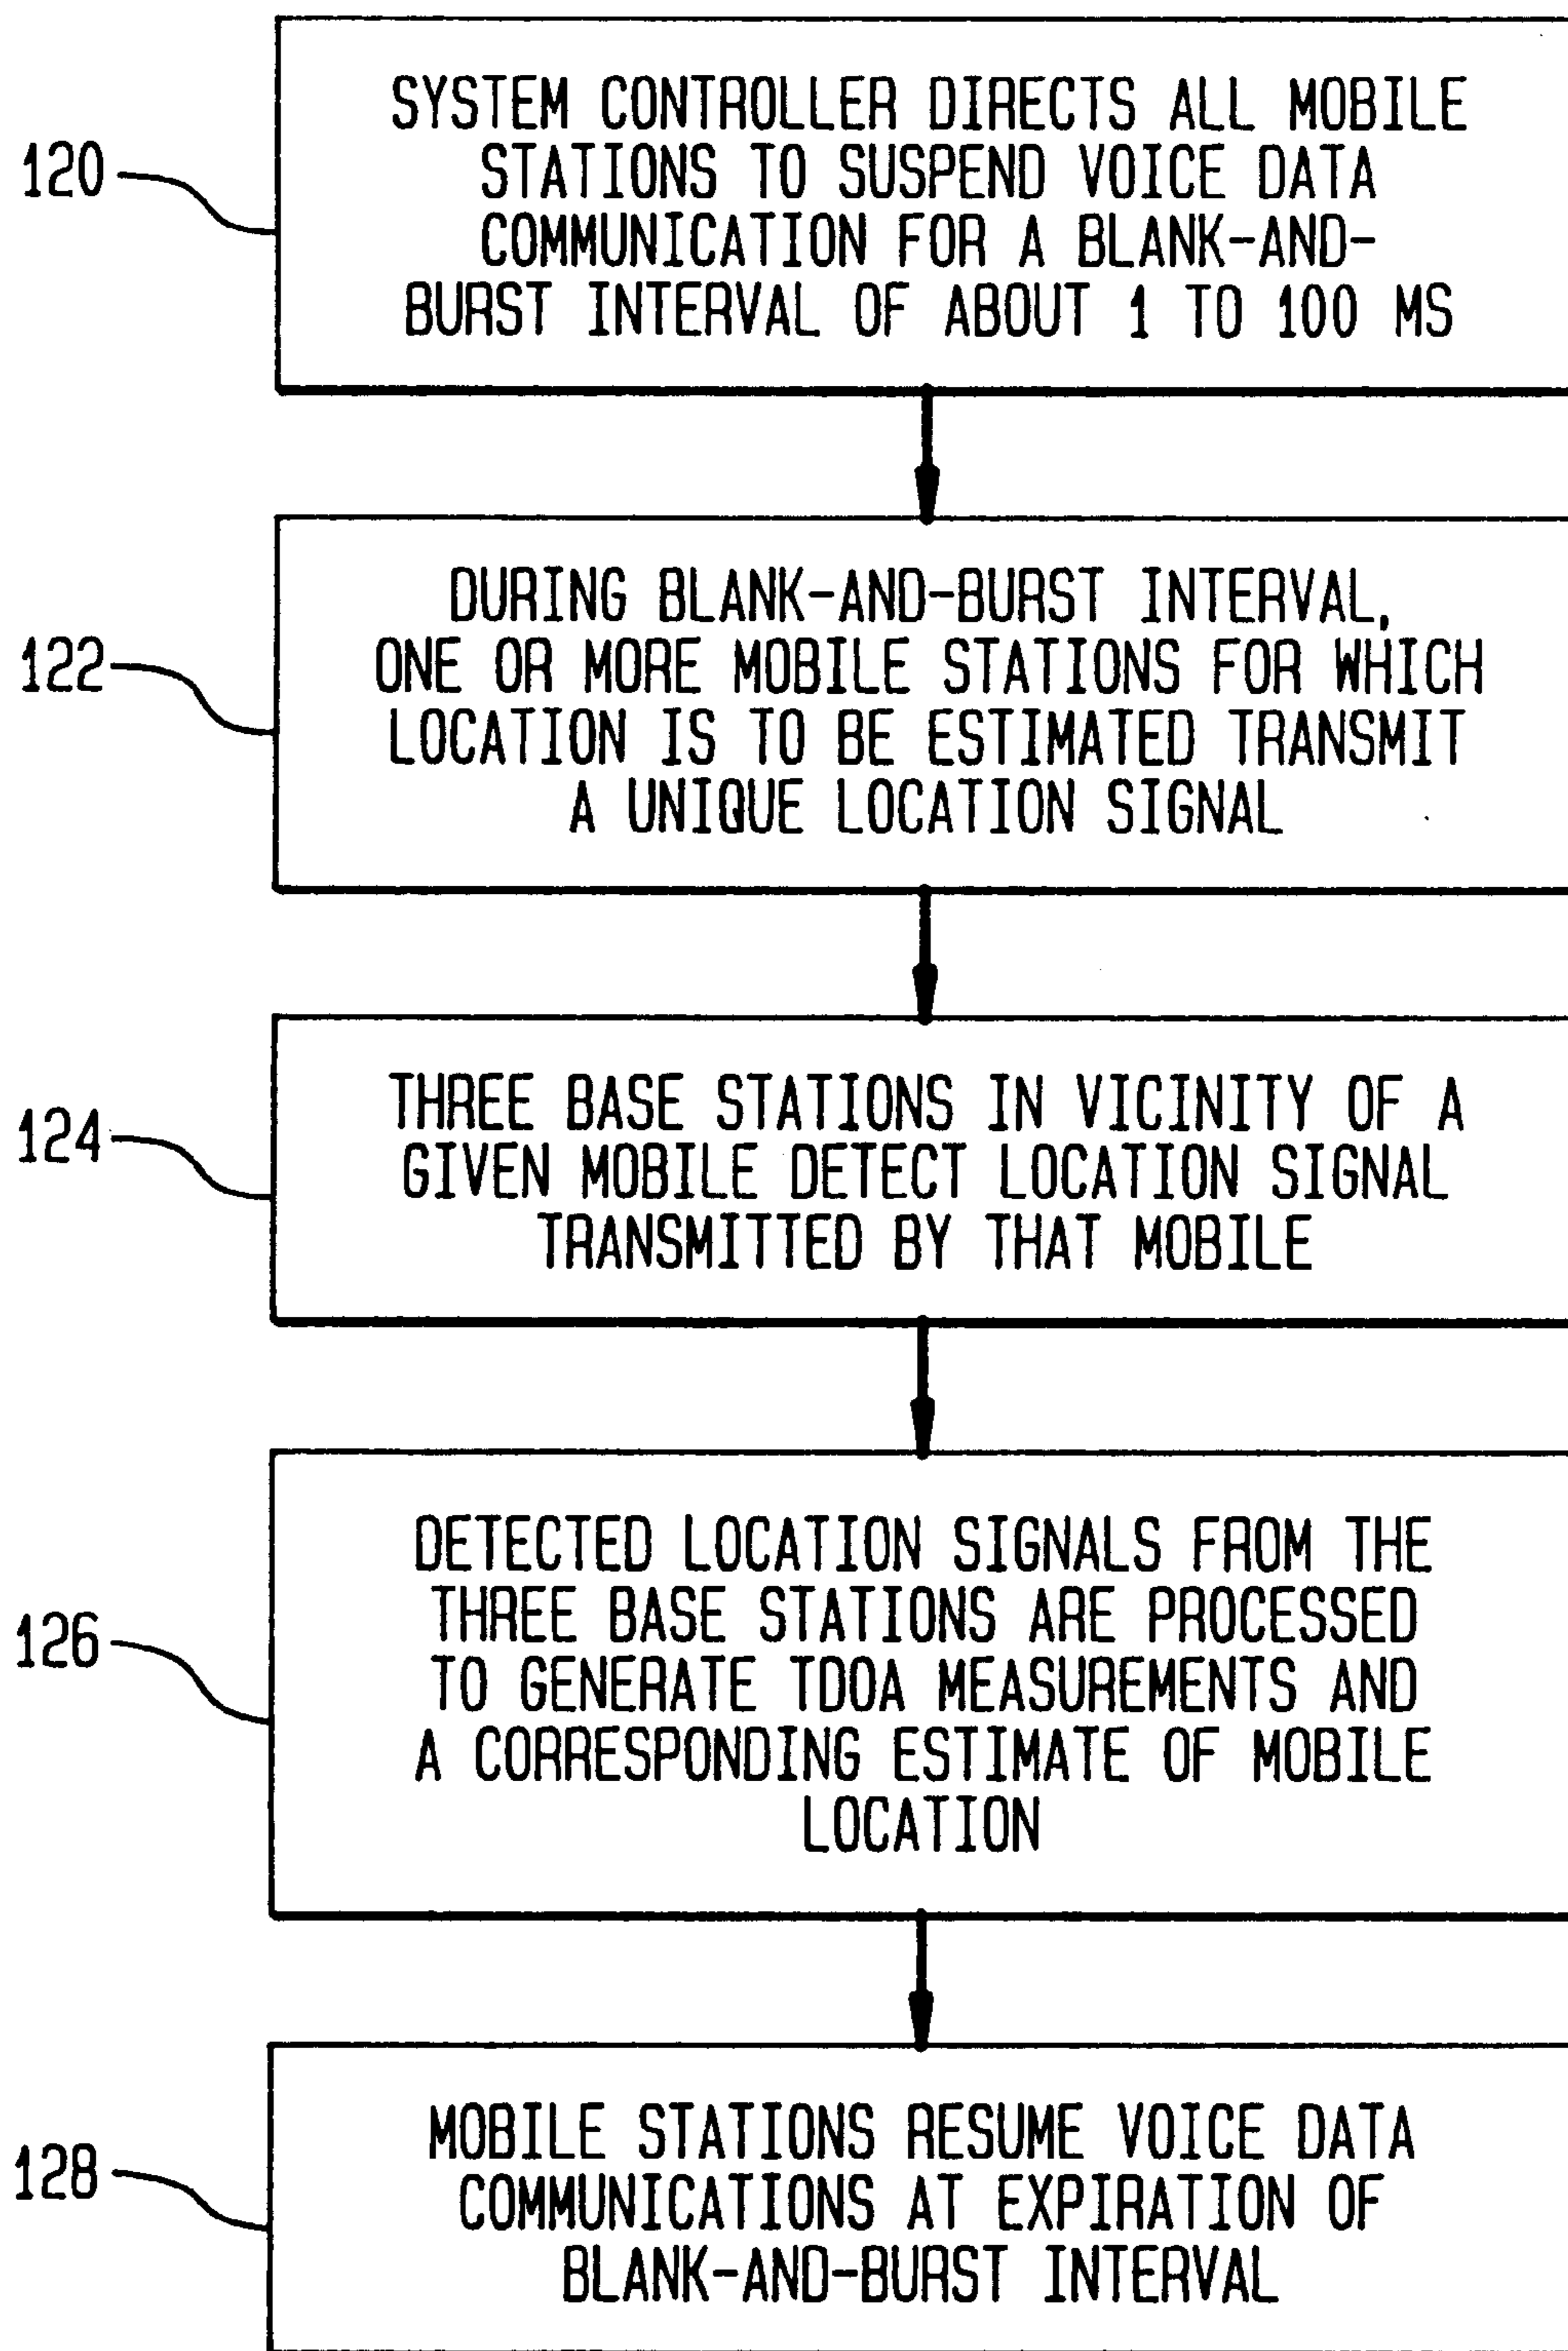 120
SYSTEM CONTROLLER DIRECTS ALL MOBILE
STATIONS TO SUSPEND VOICE DATA
COMMUNICATION FOR A BLANK-AND-
BURST INTERVAL OF ABOUT 1 TO 100 MS
122
DURING BLANK-AND-BURST INTERVAL,
ONE OR MORE MOBILE STATIONS FOR WHICH
LOCATION IS TO BE ESTIMATED TRANSMIT
A UNIQUE LOCATION SIGNAL
124
THREE BASE STATIONS IN VICINITY OF A
GIVEN MOBILE DETECT LOCATION SIGNAL
TRANSMITTED BY THAT MOBILE
126
DETECTED LOCATION SIGNALS FROM THE
THREE BASE STATIONS ARE PROCESSED
TO GENERATE TDOA MEASUREMENTS AND
A CORRESPONDING ESTIMATE OF MOBILE
LOCATION
128
MOBILE STATIONS RESUME VOICE DATA
COMMUNICATIONS AT EXPIRATION OF
BLANK-AND-BURST INTERVAL